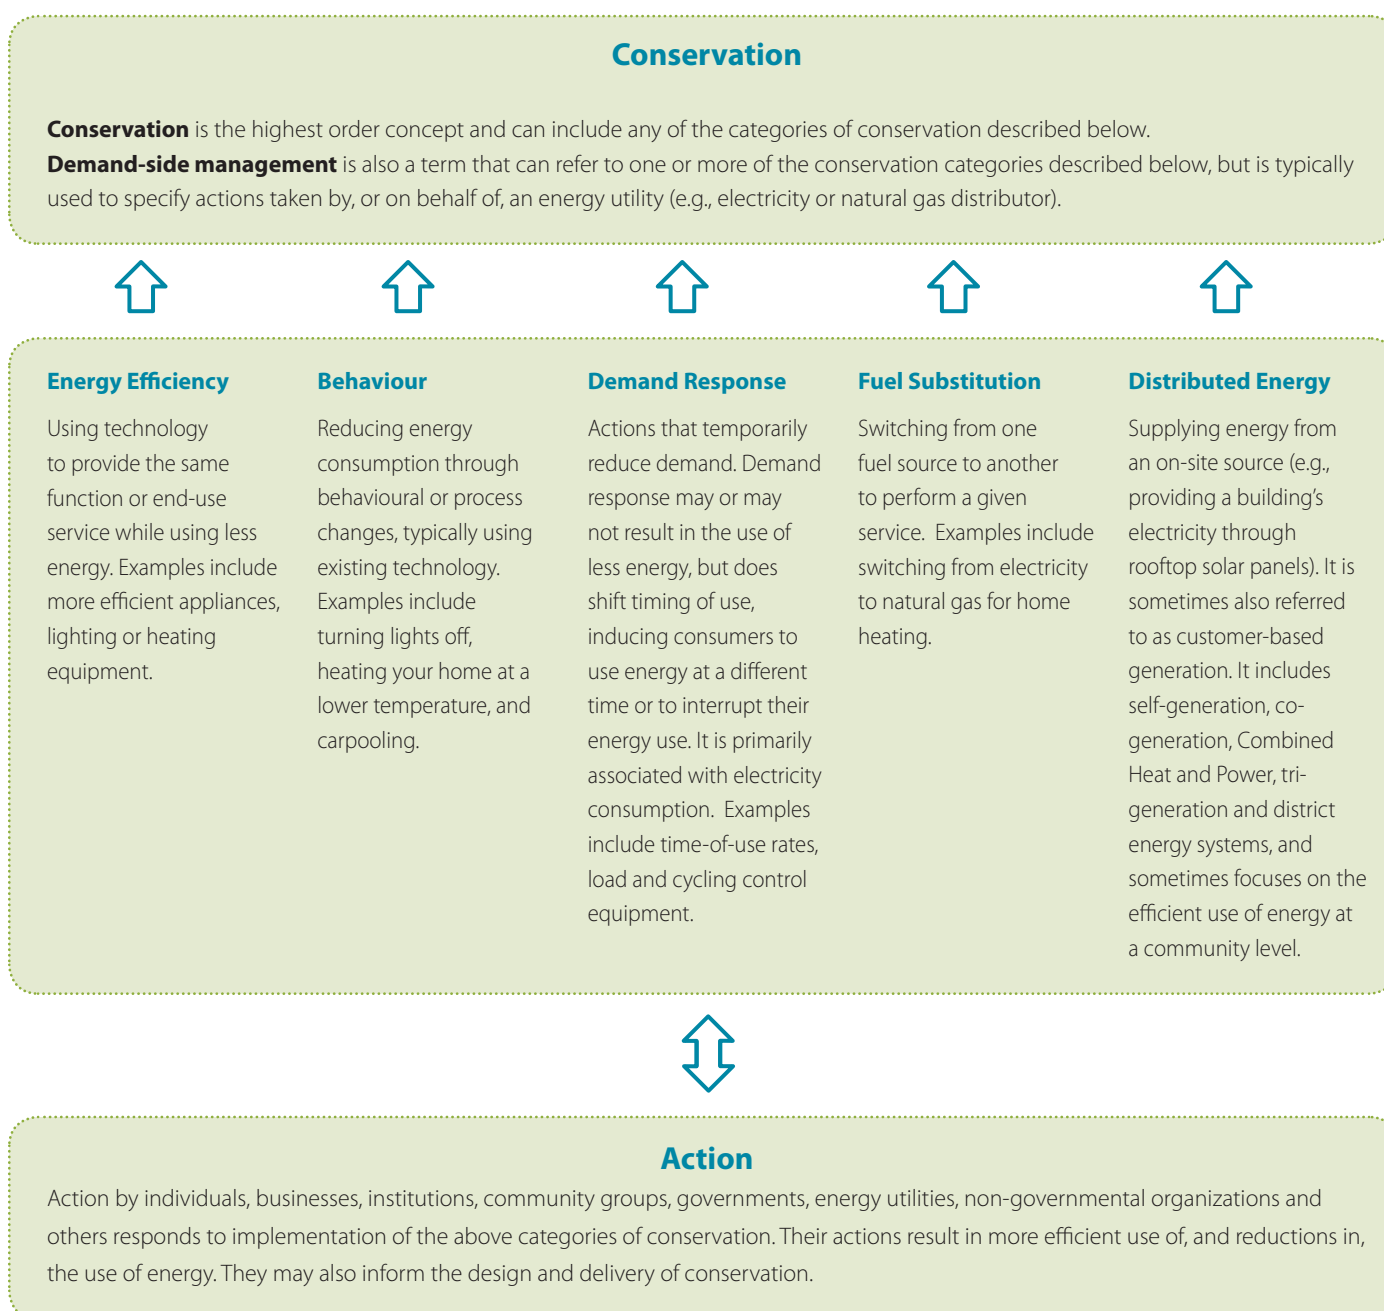 Conservation
Conservation is the highest order concept and can include any of the categories of conservation described below.
Demand-side management is also a term that can refer to one or more of the conservation categories described below, but is typically
used to specify actions taken by, or on behalf of, an energy utility (e.g., electricity or natural gas distributor).
Energy Efficiency
Using technology
to provide the same
function or end-use
service while using less
energy. Examples include
more efficient appliances,
lighting or heating
equipment.
Behaviour
Reducing energy
consumption through
behavioural or process
changes, typically using
existing technology.
Examples include
turning lights off,
heating your home at a
lower temperature, and
carpooling.
Demand Response
Actions that temporarily
reduce demand. Demand
response may or may
not result in the use of
less energy, but does
shift timing of use,
inducing consumers to
use energy at a different
time or to interrupt their
energy use. It is primarily
associated with electricity
consumption. Examples
include time-of-use rates,
load and cycling control
equipment.
Fuel Substitution
Switching from one
fuel source to another
to perform a given
service. Examples include
switching from electricity
to natural gas for home
heating.
Distributed Energy
Supplying energy from
an on-site source (e.g.,
providing a building's
electricity through
rooftop solar panels). It is
sometimes also referred
to as customer-based
generation. It includes
self-generation, co-
generation, Combined
Heat and Power, tri-
generation and district
energy systems, and
sometimes focuses on the
efficient use of energy at
a community level.
Action
Action by individuals, businesses, institutions, community groups, governments, energy utilities, non-governmental organizations and
others responds to implementation of the above categories of conservation. Their actions result in more efficient use of, and reductions in,
the use of energy. They may also inform the design and delivery of conservation.